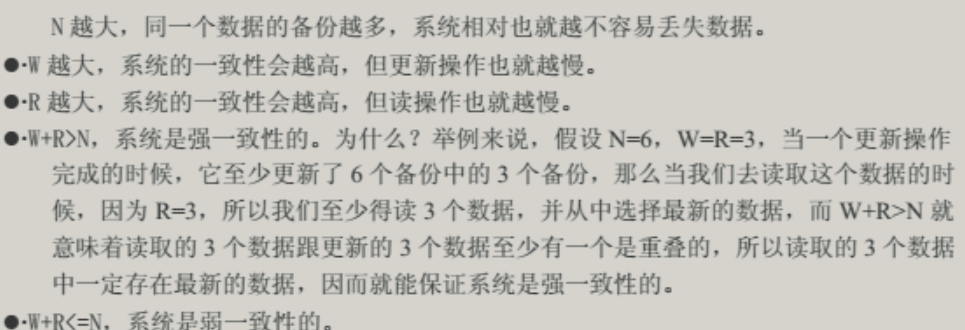 N 越大，同一个数据的备份越多，系统相对也就越不容易丢失数据。
●·W 越大，系统的一致性会越高，但更新操作也就越慢。
●·R 越大，系统的一致性会越高，但读操作也就越慢。
●·W+R>N，系统是强一致性的。为什么？举例来说，假设 N=6，W=R=3，当一个更新操作
完成的时候，它至少更新了 6 个备份中的 3 个备份，那么当我们去读取这个数据的时
候，因为 R=3，所以我们至少得读 3 个数据，并从中选择最新的数据，而 W+R>N 就
意味着读取的 3 个数据跟更新的 3 个数据至少有一个是重叠的，所以读取的 3 个数据
中一定存在最新的数据，因而就能保证系统是强一致性的。
●·W+R<=N，系统是弱一致性的。